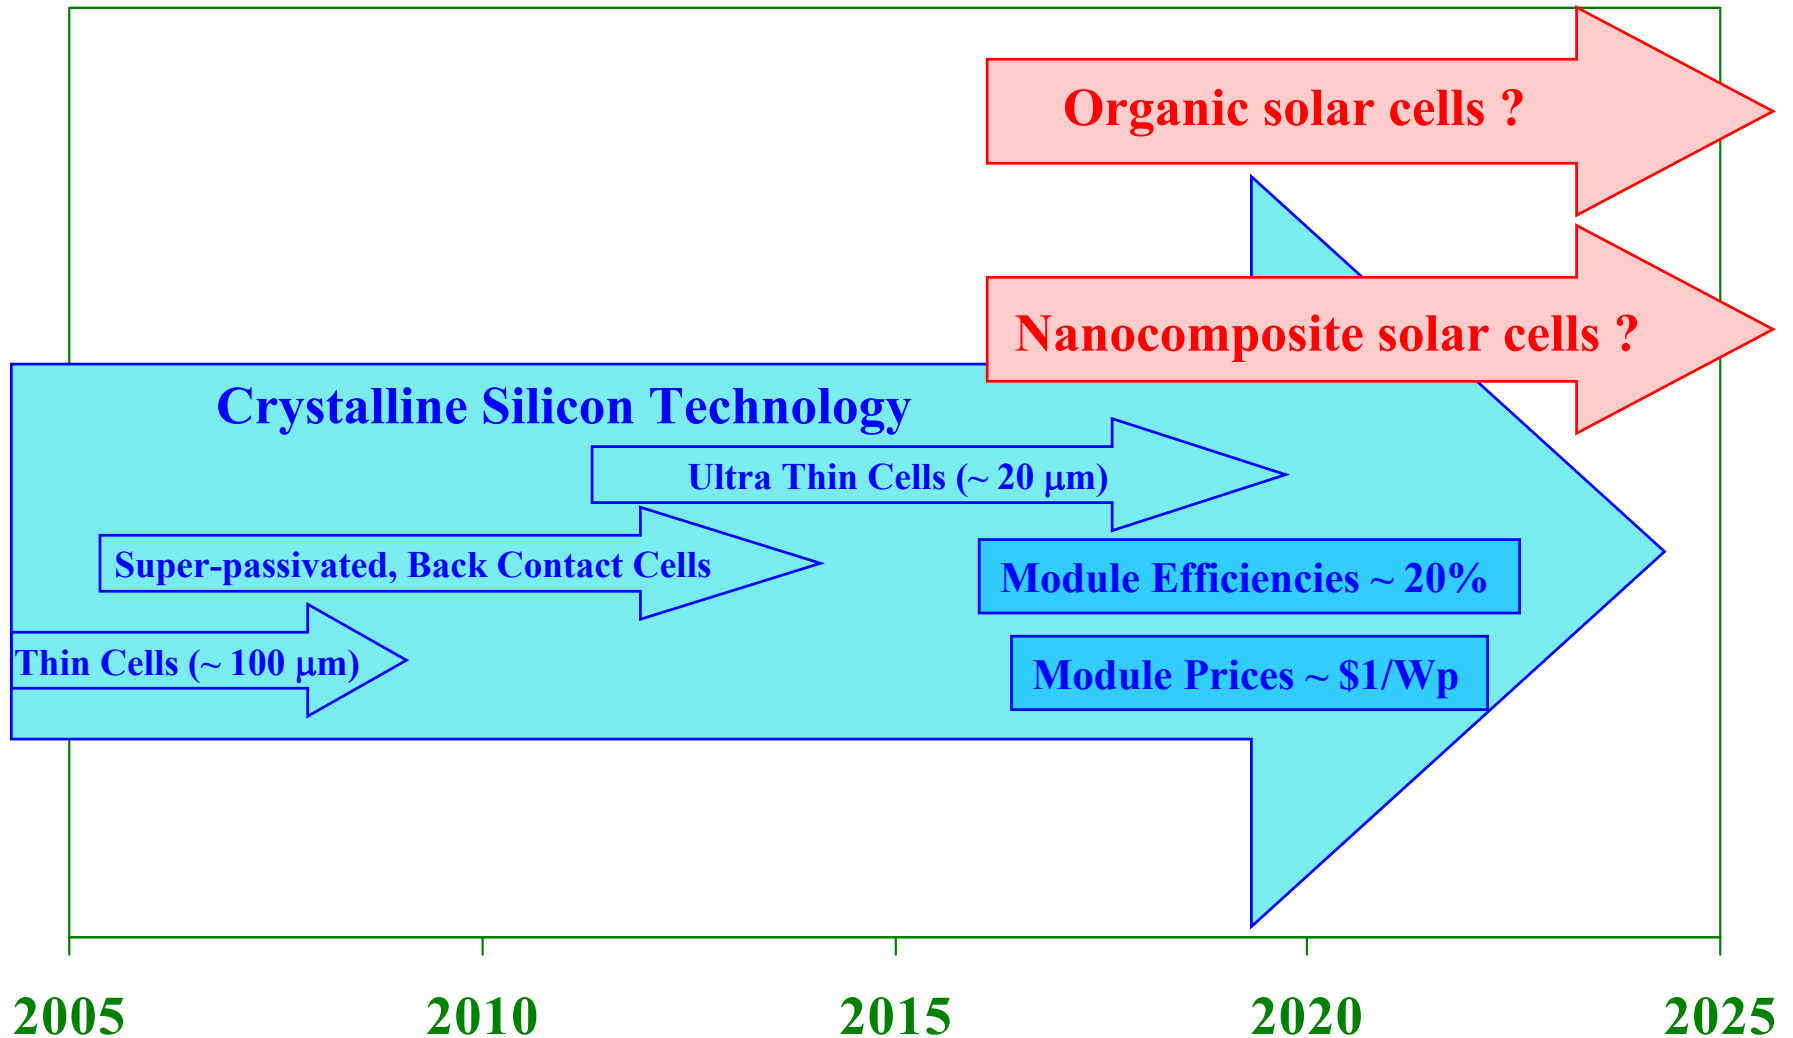 Organic solar cells ?
Nanocomposite solar cells ?
Crystalline Silicon Technology
Ultra Thin Cells (~ 20 μm)
Super-passivated, Back Contact Cells
Module Efficiencies ~ 20%
Thin Cells (~ 100 μm)
Module Prices ~ $1/Wp
2005 2010 2015 2020 2025